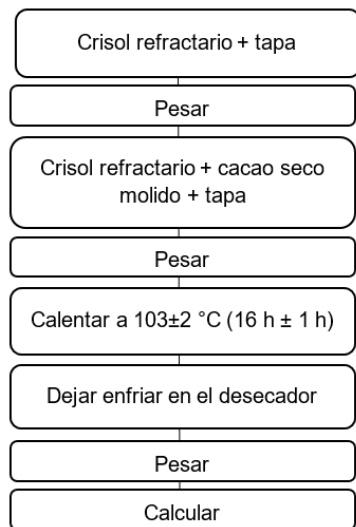 Crisol refractario + tapa
Pesar
Crisol refractario + cacao seco
molido + tapa
Pesar
Calentar a 103±2 °C (16 h ± 1 h)
Dejar enfriar en el desecador
Pesar
Calcular